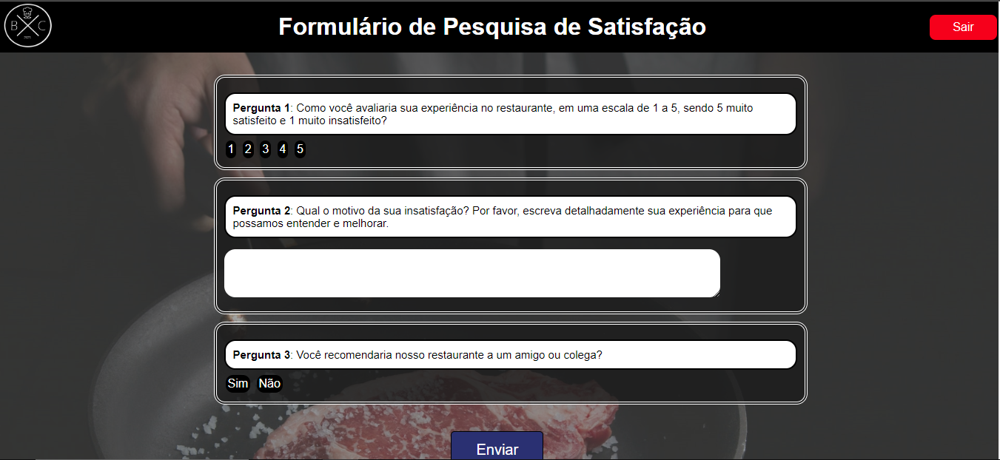 B C
Formulário de Pesquisa de Satisfação
Sair
Pergunta 1: Como você avaliaria sua experiência no restaurante, em uma escala de 1 a 5, sendo 5 muito
satisfeito e 1 muito insatisfeito?
1 2 3 4 5
Pergunta 2: Qual o motivo da sua insatisfação? Por favor, escreva detalhadamente sua experiência para que
possamos entender e melhorar.
Pergunta 3: Você recomendaria nosso restaurante a um amigo ou colega?
Sim Não
Enviar